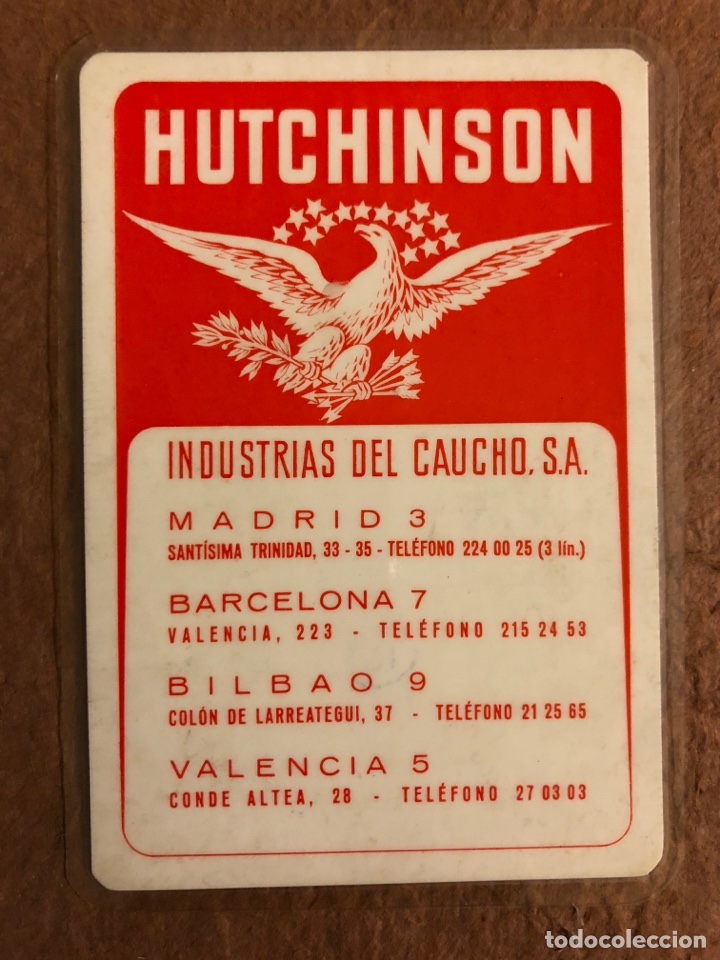 HUTCHINSON
INDUSTRIAS DEL CAUCHO, S.A.
MADRID 3
SANTÍSIMA TRINIDAD, 33 - 35 - TELÉFONO 224 00 25 (3 lín.)
BARCELONA 7
VALENCIA, 223 - TELÉFONO 215 24 53
BILBAO 9
COLÓN DE LARREATEGUI, 37 - TELÉFONO 21 25 65
VALENCIA 5
CONDE ALTEA, 28 - TELÉFONO 27 03 03
todocoleccion